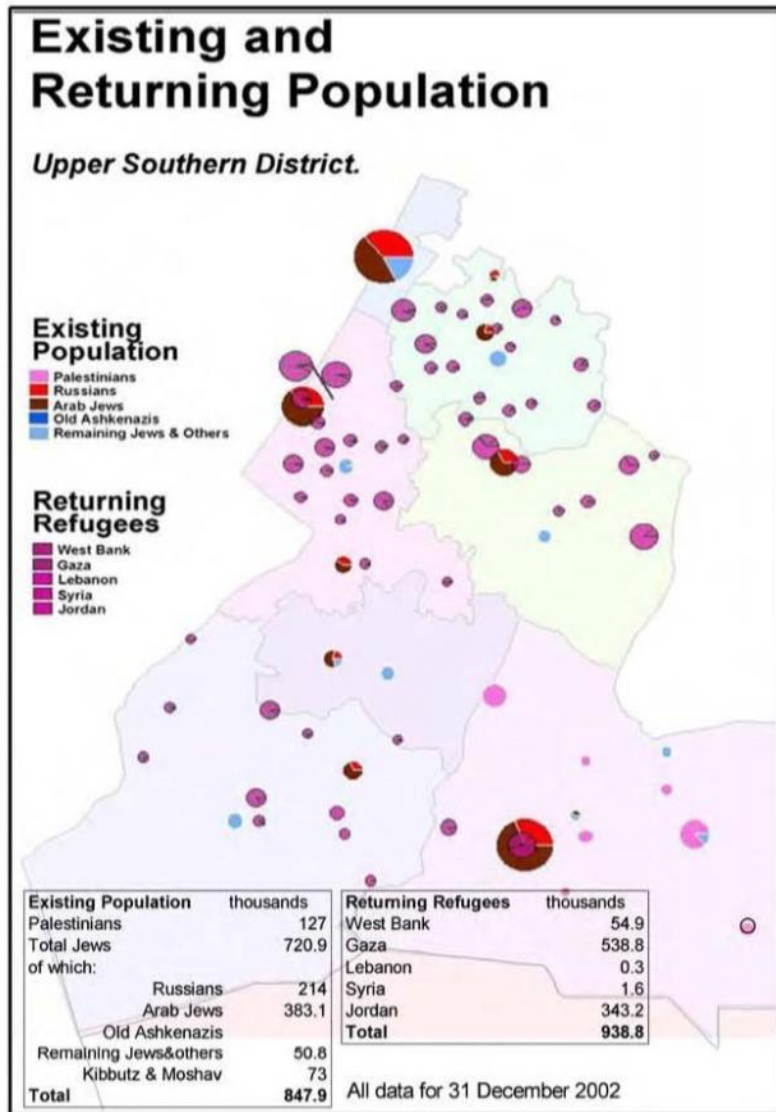 Existing and
Returning Population
Upper Southern District.
Existing
Population
Palestinians
Russians
Arab Jews
Old Ashkenazis
Remaining Jews & Others
Returning
Refugees
West Bank
Gaza
Lebanon
Syria
Jordan
Existing Population thousands
Palestinians 127
Total Jews 720.9
of which:
Russians 214
Arab Jews 383.1
Old Ashkenazis
Remaining Jews&others 50.8
Kibbutz & Moshav 73
Total 847.9
Returning Refugees thousands
West Bank 54.9
Gaza 538.8
Lebanon 0.3
Syria 1.6
Jordan 343.2
Total 938.8
All data for 31 December 2002